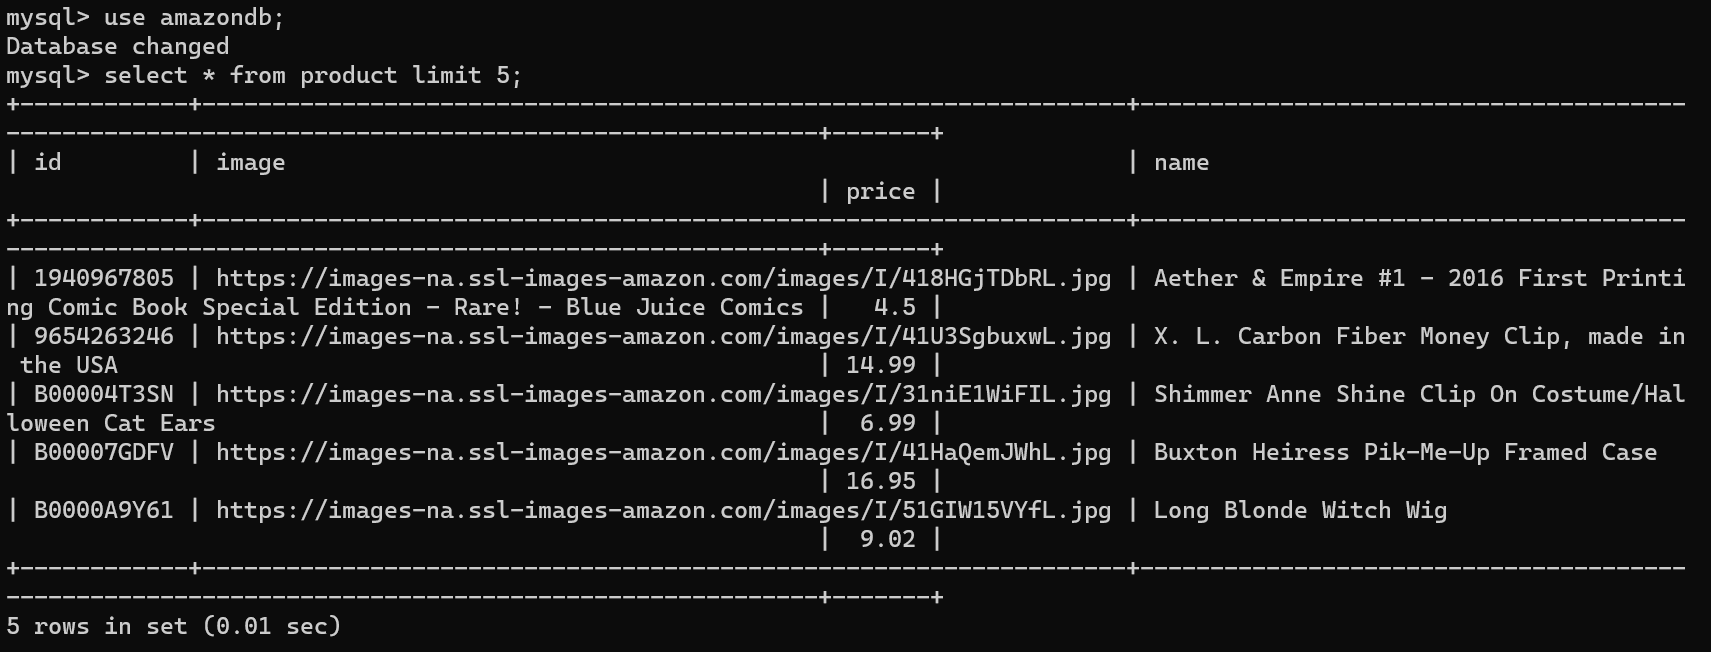 mysql> use amazondb;
Database changed
mysql> select * from product limit 5;
+------------+------------------------------------------------------------------+---------------------------------------
----------------------------------------------------------+-------+
| id         | image                                                            | name
                                                          | price |
+------------+------------------------------------------------------------------+---------------------------------------
----------------------------------------------------------+-------+
| 1940967805 | https://images-na.ssl-images-amazon.com/images/I/418HGjTDbRL.jpg | Aether & Empire #1 - 2016 First Printi
ng Comic Book Special Edition - Rare! - Blue Juice Comics |   4.5 |
| 9654263246 | https://images-na.ssl-images-amazon.com/images/I/41U3SgbuxwL.jpg | X. L. Carbon Fiber Money Clip, made in
 the USA                                                  | 14.99 |
| B00004T3SN | https://images-na.ssl-images-amazon.com/images/I/31niE1WiFIL.jpg | Shimmer Anne Shine Clip On Costume/Hal
loween Cat Ears                                           |  6.99 |
| B00007GDFV | https://images-na.ssl-images-amazon.com/images/I/41HaQemJWhL.jpg | Buxton Heiress Pik-Me-Up Framed Case
                                                          | 16.95 |
| B0000A9Y61 | https://images-na.ssl-images-amazon.com/images/I/51GIW15VYfL.jpg | Long Blonde Witch Wig
                                                          |  9.02 |
+------------+------------------------------------------------------------------+---------------------------------------
----------------------------------------------------------+-------+
5 rows in set (0.01 sec)